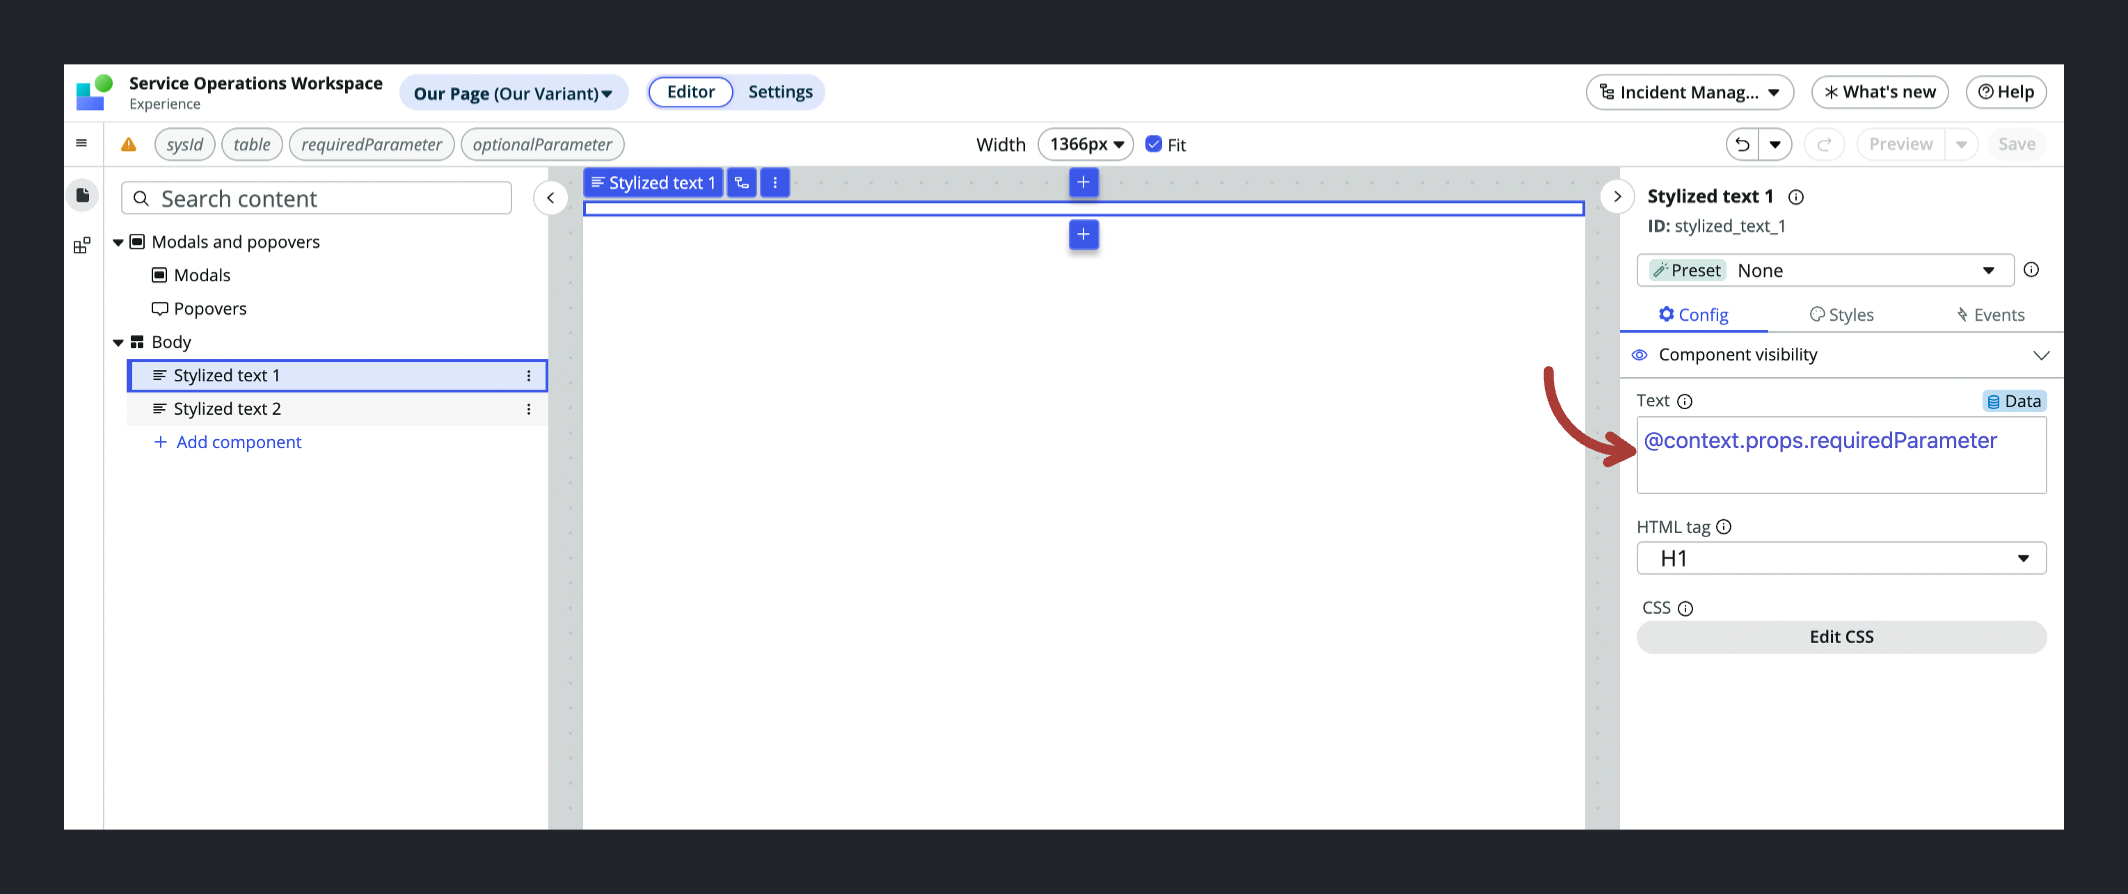 Service Operations Workspace
Experience
Our Page (Our Variant)
Editor
Settings
Incident Manag...
What's new
Help
sysId
table
requiredParameter
optionalParameter
Width
1366px
Fit
Preview
Save
Search content
Modals and popovers
Modals
Popovers
Body
Stylized text 1
Stylized text 2
+ Add component
Stylized text 1
Stylized text 1
ID: stylized_text_1
Preset
None
Config
Styles
Events
Component visibility
Text
Data
@context.props.requiredParameter
HTML tag
H1
CSS
Edit CSS